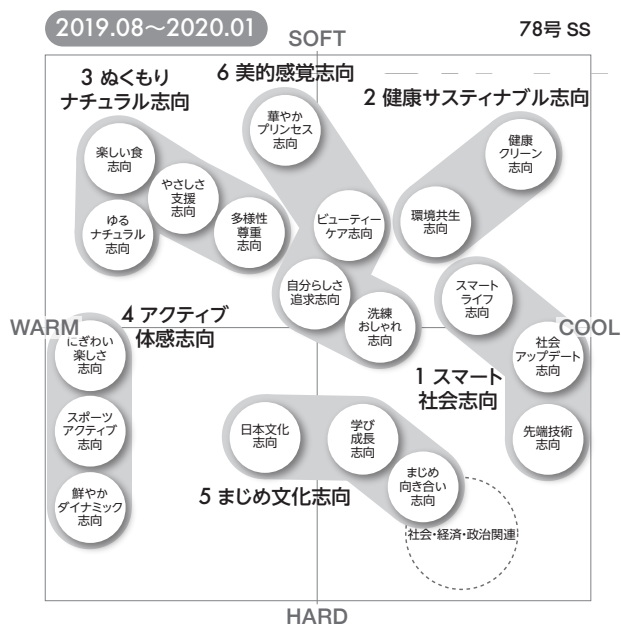 2019.08〜2020.01
SOFT
78号 SS
3 ぬくもり
ナチュラル志向
6 美的感覚志向
2 健康サスティナブル志向
楽しい食
志向
やさしさ
支援
志向
ゆる
ナチュラル
志向
多様性
尊重
志向
華やか
プリンセス
志向
ビューティー
ケア志向
自分らしさ
追求志向
洗練
おしゃれ
志向
健康
クリーン
志向
環境共生
志向
スマート
ライフ
志向
社会
アップデート
志向
先端技術
志向
WARM
COOL
4 アクティブ
体感志向
1 スマート
社会志向
にぎわい
楽しさ
志向
スポーツ
アクティブ
志向
鮮やか
ダイナミック
志向
日本文化
志向
学び
成長
志向
まじめ
向き合い
志向
5 まじめ文化志向
社会・経済・政治関連
HARD